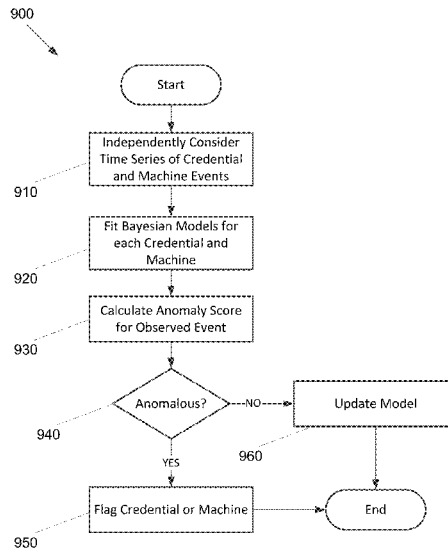 900
Start
Independently Consider
Time Series of Credential
and Machine Events
910
Fit Bayesian Models for
each Credential and
Machine
920
Calculate Anomaly Score
for Observed Event
930
Anomalous?
NO
Update Model
940
960
YES
Flag Credential or Machine
End
950